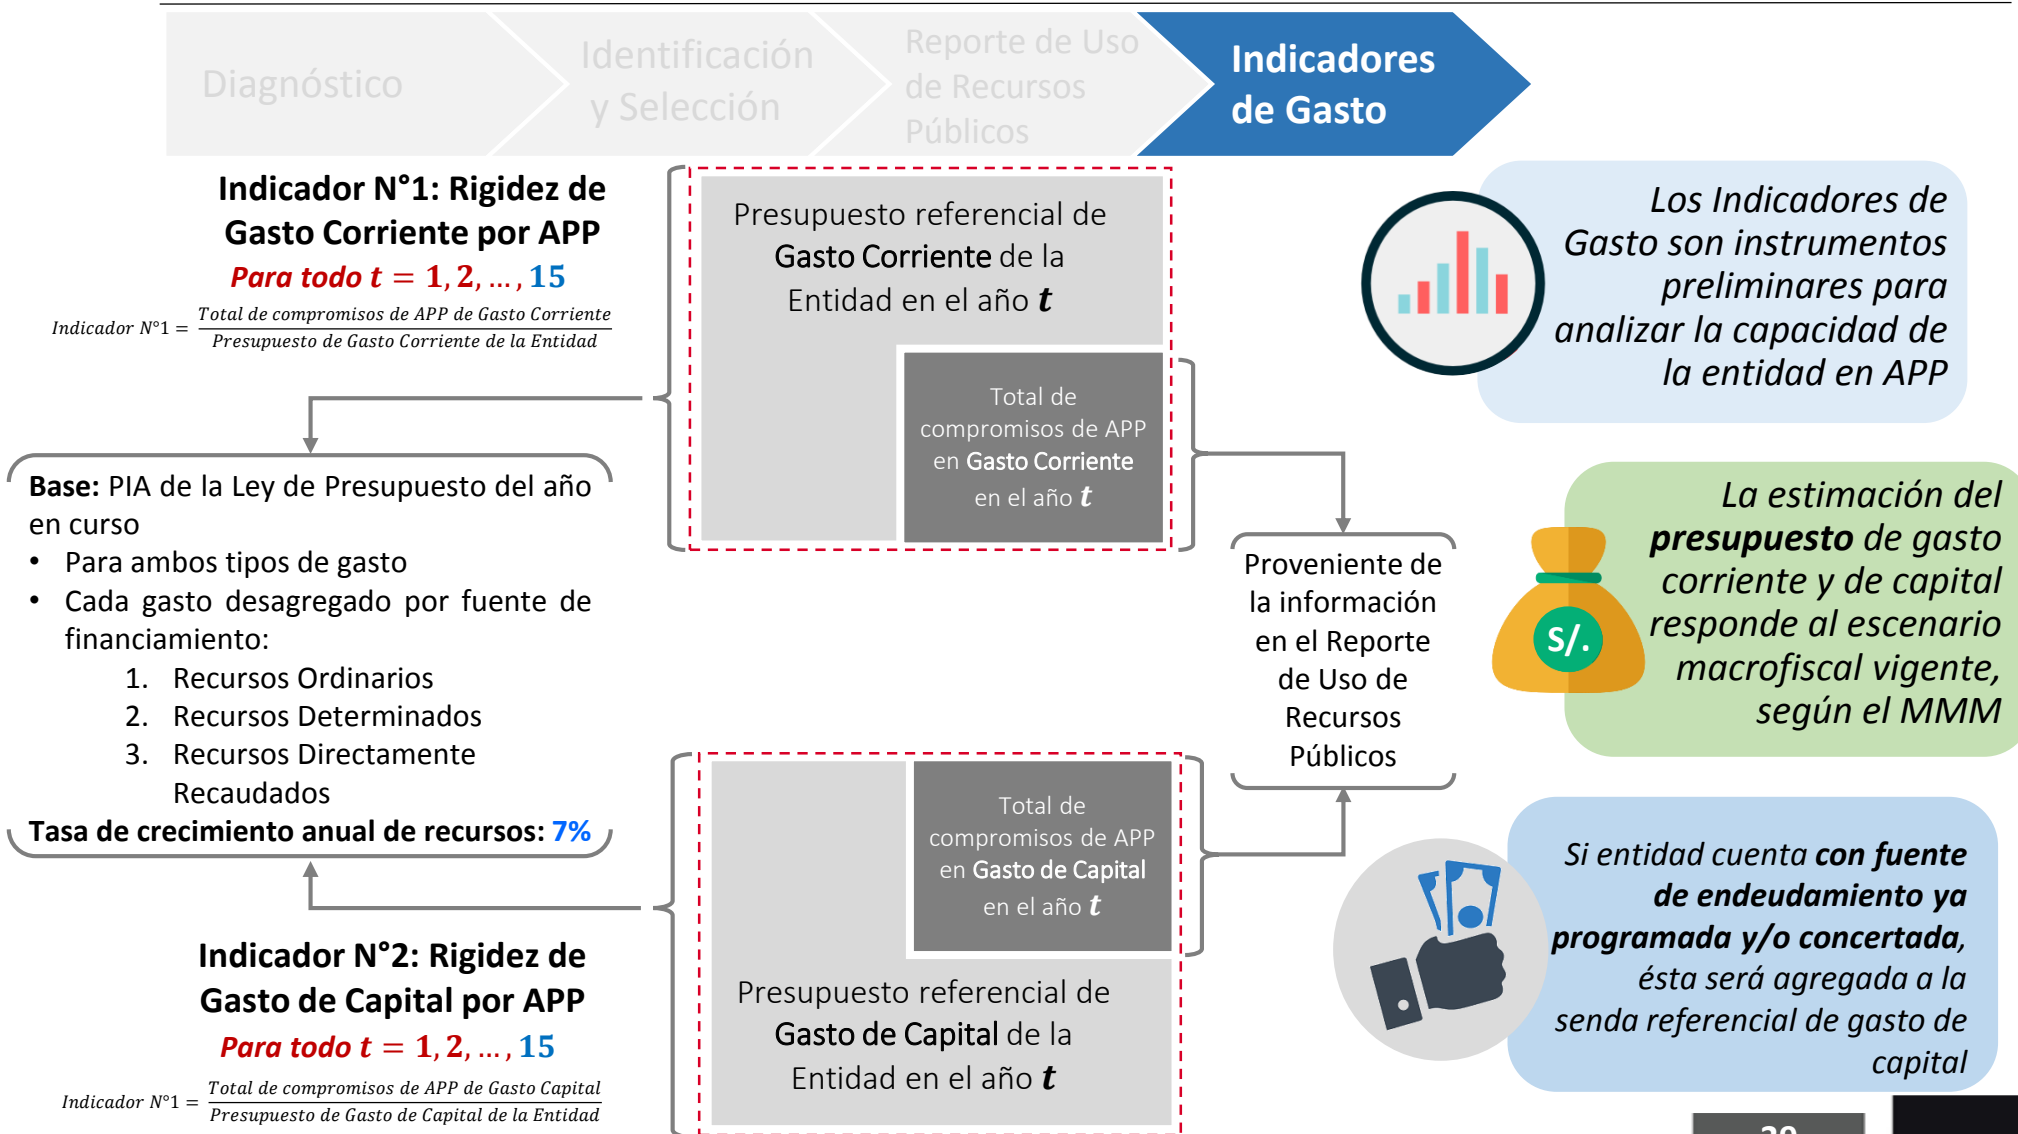 Diagnóstico
Identificación
y Selección
Reporte de Uso
de Recursos
Públicos
Indicadores
de Gasto
Indicador N°1: Rigidez de
Gasto Corriente por APP
Para todo t = 1, 2, ... , 15
Indicador N°1 = Total de compromisos de APP de Gasto Corriente
Presupuesto de Gasto Corriente de la Entidad
Presupuesto referencial de
Gasto Corriente de la
Entidad en el año t
Total de
compromisos de APP
en Gasto Corriente
en el año t
Los Indicadores de
Gasto son instrumentos
preliminares para
analizar la capacidad de
la entidad en APP
Base: PIA de la Ley de Presupuesto del año
en curso
• Para ambos tipos de gasto
• Cada gasto desagregado por fuente de
financiamiento:
1. Recursos Ordinarios
2. Recursos Determinados
3. Recursos Directamente
Recaudados
Tasa de crecimiento anual de recursos: 7%
Proveniente de
la información
en el Reporte
de Uso de
Recursos
Públicos
S/.
La estimación del
presupuesto de gasto
corriente y de capital
responde al escenario
macrofiscal vigente,
según el MMM
Total de
compromisos de APP
en Gasto de Capital
en el año t
Presupuesto referencial de
Gasto de Capital de la
Entidad en el año t
Indicador N°2: Rigidez de
Gasto de Capital por APP
Para todo t = 1, 2, ... , 15
Indicador N°1 = Total de compromisos de APP de Gasto Capital
Presupuesto de Gasto de Capital de la Entidad
Si entidad cuenta con fuente
de endeudamiento ya
programada y/o concertada,
ésta será agregada a la
senda referencial de gasto de
capital